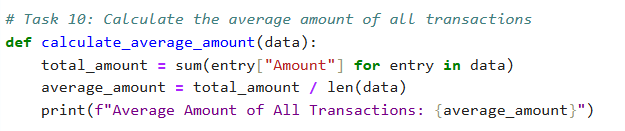 # Task 10: Calculate the average amount of all transactions
def calculate_average_amount(data):
    total_amount = sum(entry["Amount"] for entry in data)
    average_amount = total_amount / len(data)
    print(f"Average Amount of All Transactions: {average_amount}")